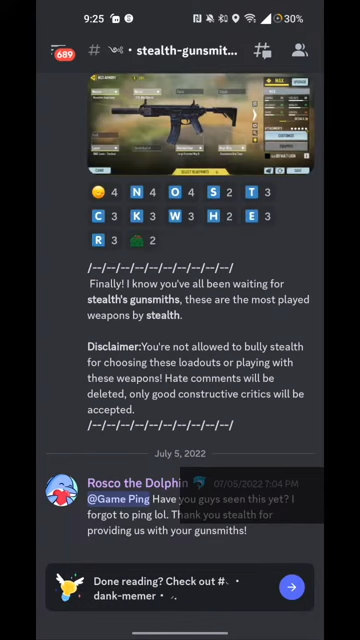 9:25
30%
689
# • stealth-gunsmit...
MAX
N 4 4 N 4 O 4 S 2 T 3
C 3 K 3 W 3 H 2 E 3
R 3 2
/--/--/--/--/--/--/--/--/--/
Finally! I know you've all been waiting for
stealth's gunsmiths, these are the most played
weapons by stealth.
Disclaimer:You're not allowed to bully stealth
for choosing these loadouts or playing with
these weapons! Hate comments will be
deleted, only good constructive critics will be
accepted.
/--/--/--/--/--/--/--/--/--/
July 5, 2022
Rosco the Dolphin 07/05/2022 7:04 PM
@Game Ping Have you guys seen this yet? I
forgot to ping lol. Thank you stealth for
providing us with your gunsmiths!
Done reading? Check out #
dank-memer •